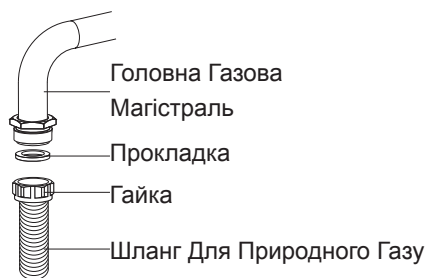 Головна Газова
Магістраль
Прокладка
Гайка
Шланг Для Природного Газу